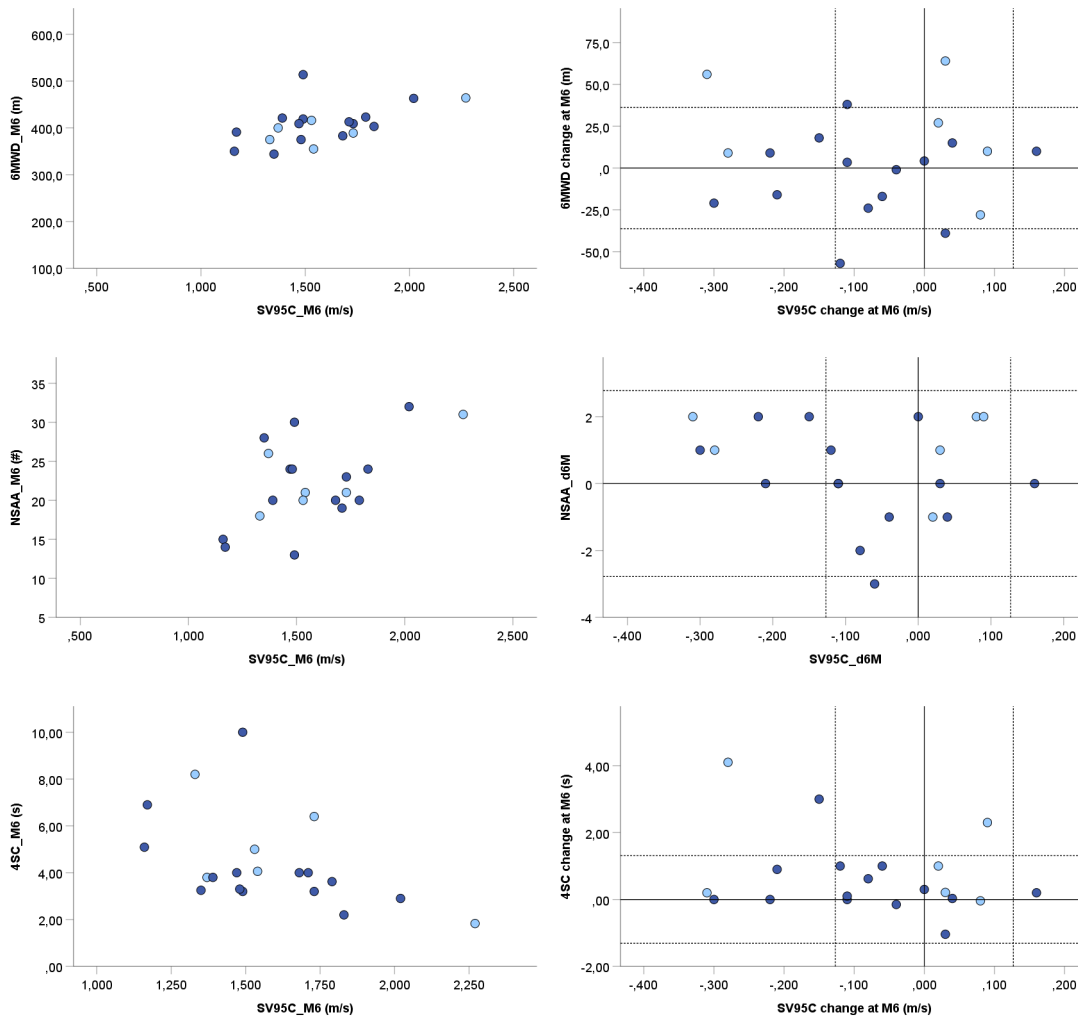 600,0
500,0
400,0
300,0
200,0
100,0
6MWD_M6 (m)
,500 1,000 1,500 2,000 2,500
SV95C_M6 (m/s)
75,0
50,0
25,0
,0
-25,0
-50,0
6MWD change at M6 (m)
-,400 -,300 -,200 -,100 ,000 ,100 ,200
SV95C change at M6 (m/s)
35
30
25
20
15
10
5
NSAA_M6 (#)
,500 1,000 1,500 2,000 2,500
SV95C_M6 (m/s)
2
0
-2
-4
NSAA_d6M
-,400 -,300 -,200 -,100 ,000 ,100 ,200
SV95C_d6M
10,00
8,00
6,00
4,00
2,00
,00
4SC_M6 (s)
1,000 1,250 1,500 1,750 2,000 2,250
SV95C_M6 (m/s)
4,00
2,00
,00
-2,00
4SC change at M6 (s)
-,400 -,300 -,200 -,100 ,000 ,100 ,200
SV95C change at M6 (m/s)